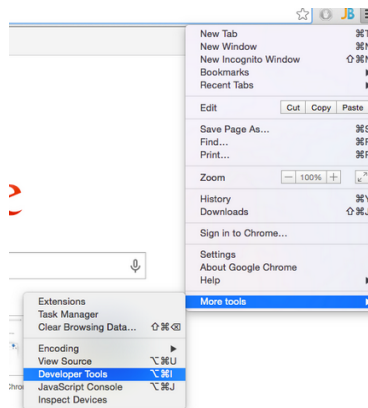 JB
New Tab ⌘T
New Window ⌘N
New Incognito Window ⇧⌘N
Bookmarks
Recent Tabs
Edit Cut Copy Paste
Save Page As... ⌘S
Find... ⌘F
Print... ⌘P
Zoom − 100% +
History ⌘Y
Downloads ⇧⌘J
Sign in to Chrome...
Settings
About Google Chrome
Help
More tools
Extensions
Task Manager
Clear Browsing Data... ⇧⌘⌫
Encoding
View Source ⌥⌘U
Developer Tools ⌥⌘I
JavaScript Console ⌥⌘J
Inspect Devices